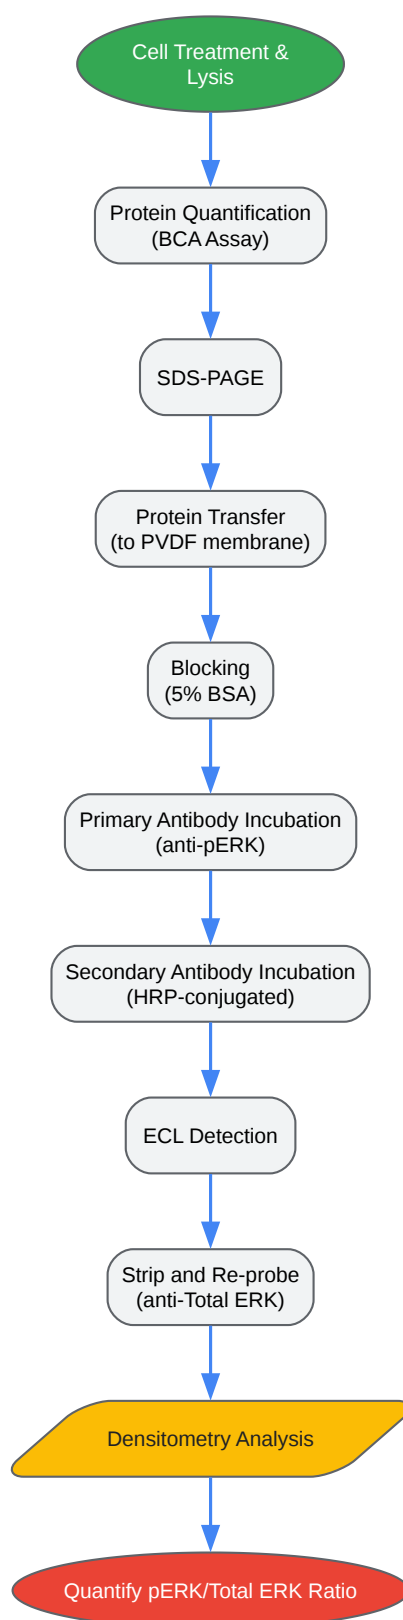 Cell Treatment &
Lysis
Protein Quantification
(BCA Assay)
SDS-PAGE
Protein Transfer
(to PVDF membrane)
Blocking
(5% BSA)
Primary Antibody Incubation
(anti-pERK)
Secondary Antibody Incubation
(HRP-conjugated)
ECL Detection
Strip and Re-probe
(anti-Total ERK)
Densitometry Analysis
Quantify pERK/Total ERK Ratio